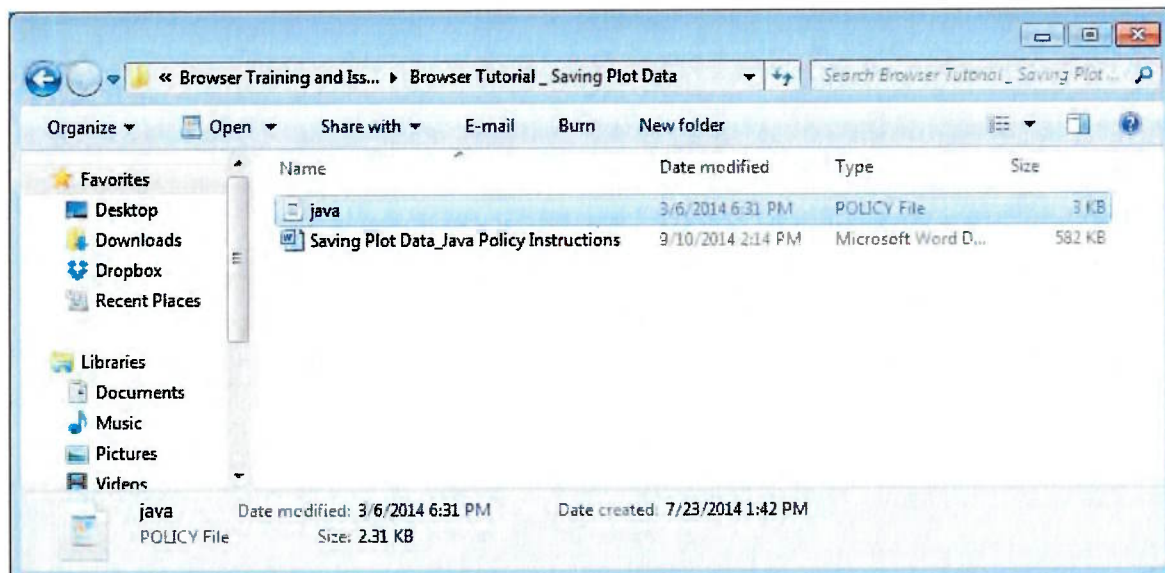 « Browser Training and Iss... ▸ Browser Tutorial _ Saving Plot Data Search Browser Tutorial _ Saving Plot ...
Organize Open Share with E-mail Burn New folder
Name Date modified Type Size
Favorites
Desktop
Downloads
Dropbox
Recent Places
Libraries
Documents
Music
Pictures
Videos
java 3/6/2014 6:31 PM POLICY File 3 KB
Saving Plot Data_Java Policy Instructions 9/10/2014 2:14 PM Microsoft Word D... 582 KB
java Date modified: 3/6/2014 6:31 PM Date created: 7/23/2014 1:42 PM
POLICY File Size: 2.31 KB